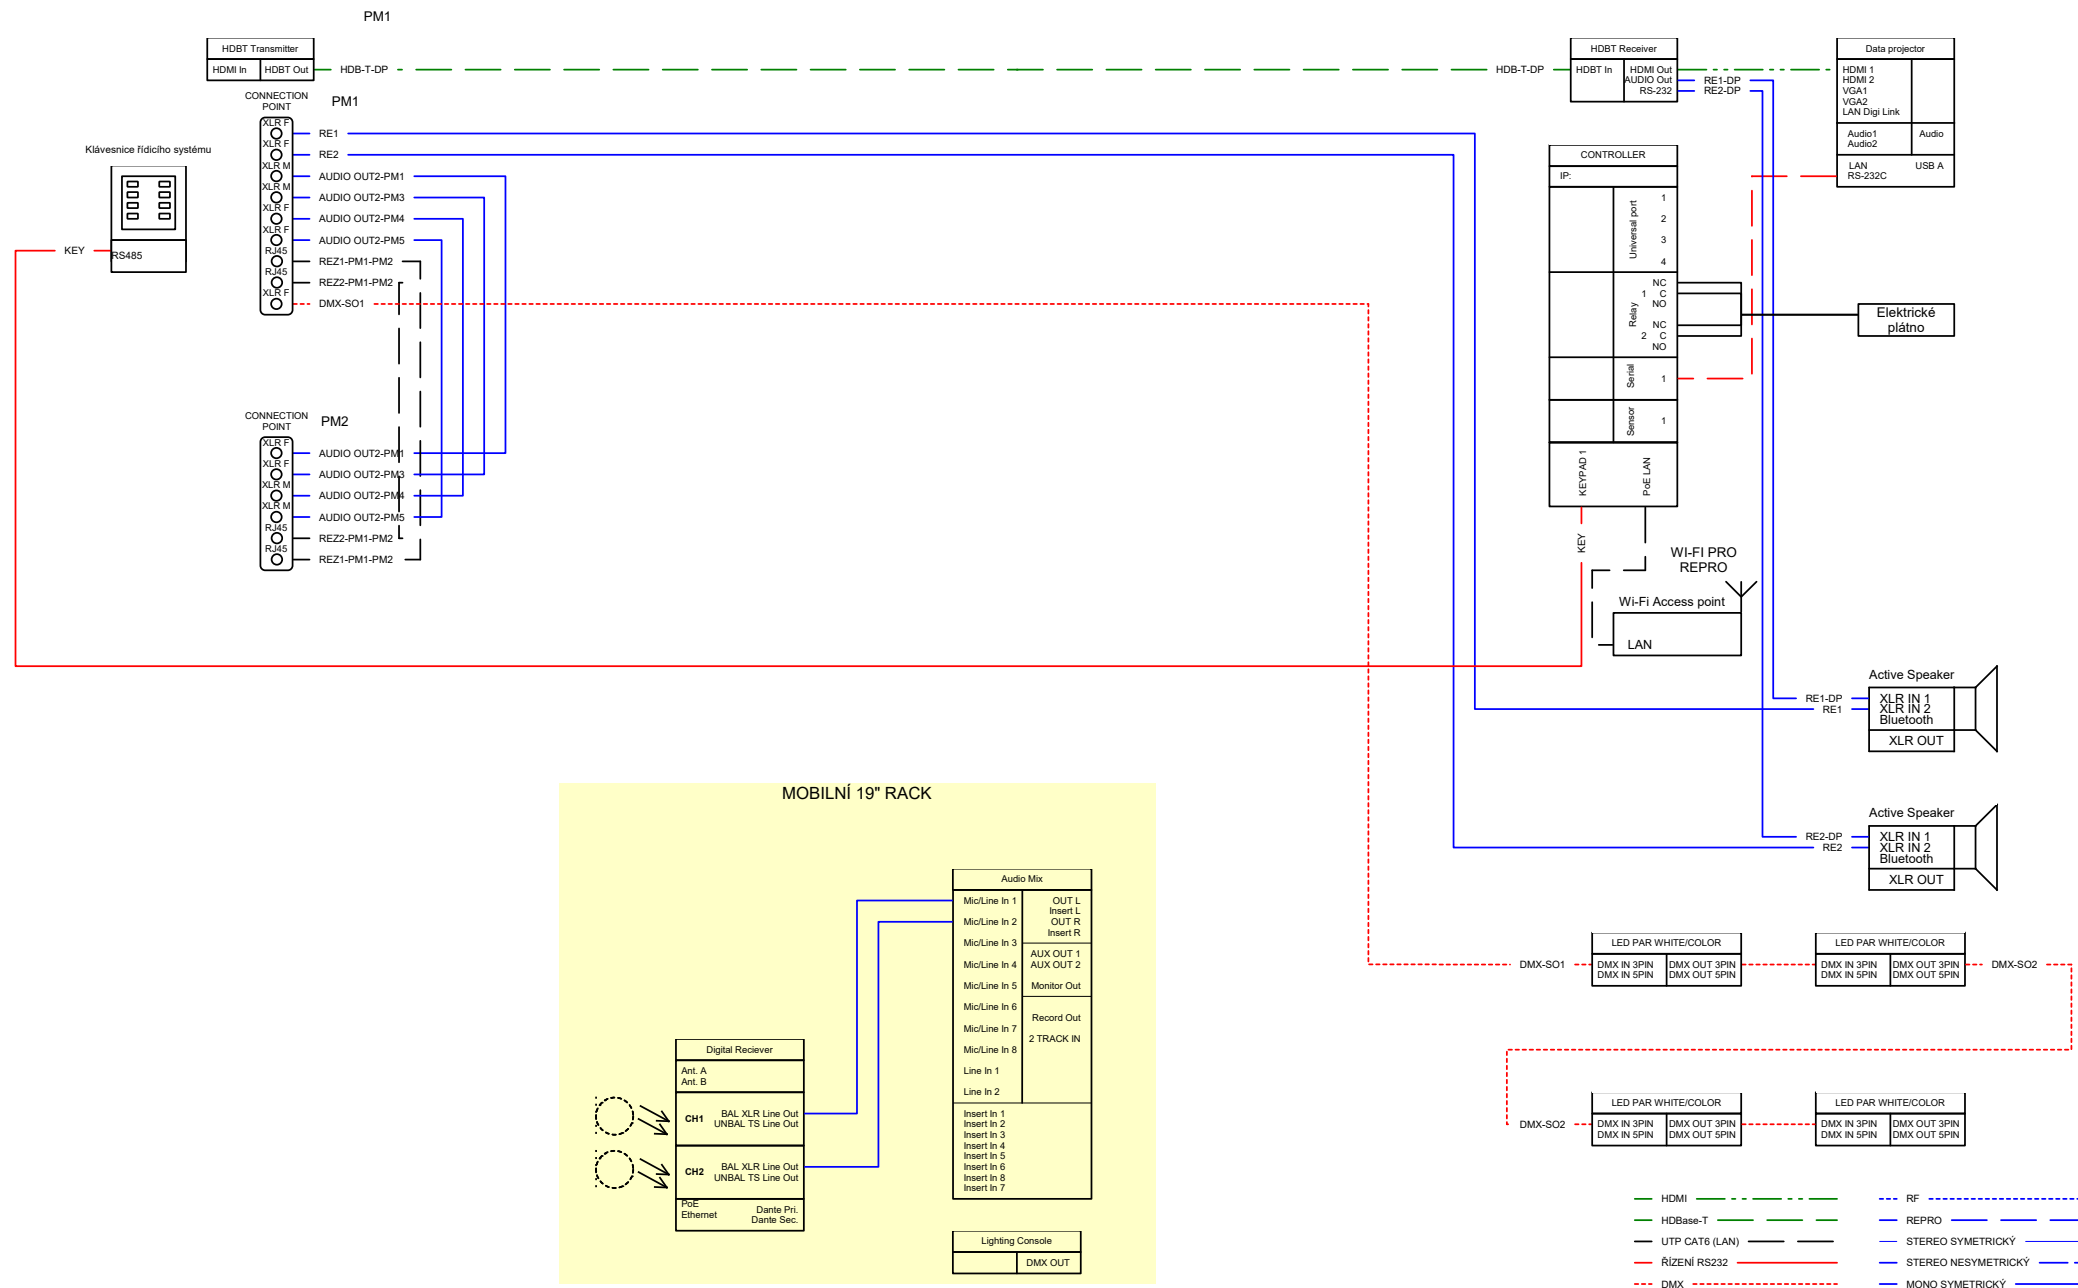 PM1
HDBT Transmitter
HDMI In
HDBT Out
HDB-T-DP
HDB-T-DP
HDBT Receiver
HDBT In
HDMI Out
AUDIO Out
RS-232
RE1-DP
RE2-DP
Data projector
HDMI 1
HDMI 2
VGA1
VGA2
LAN Digi Link
Audio1
Audio2
Audio
LAN
RS-232C
USB A
CONNECTION
POINT
PM1
XLR F
RE1
XLR F
RE2
XLR M
AUDIO OUT2-PM1
XLR M
AUDIO OUT2-PM3
XLR F
AUDIO OUT2-PM4
XLR F
AUDIO OUT2-PM5
RJ45
REZ1-PM1-PM2
RJ45
REZ2-PM1-PM2
XLR F
DMX-SO1
Klávesnice řídicího systému
RS485
KEY
CONTROLLER
IP:
Universal port
1
2
3
4
Relay
1
NC
C
NO
2
NC
C
NO
Serial
1
Sensor
1
KEYPAD 1
PoE LAN
KEY
Elektrické
plátno
CONNECTION
POINT
PM2
XLR F
AUDIO OUT2-PM1
XLR F
AUDIO OUT2-PM3
XLR M
AUDIO OUT2-PM4
XLR M
AUDIO OUT2-PM5
RJ45
REZ2-PM1-PM2
RJ45
REZ1-PM1-PM2
WI-FI PRO
REPRO
Wi-Fi Access point
LAN
Active Speaker
RE1-DP
RE1
XLR IN 1
XLR IN 2
Bluetooth
XLR OUT
Active Speaker
RE2-DP
RE2
XLR IN 1
XLR IN 2
Bluetooth
XLR OUT
MOBILNÍ 19" RACK
Audio Mix
Mic/Line In 1
Mic/Line In 2
Mic/Line In 3
Mic/Line In 4
Mic/Line In 5
Mic/Line In 6
Mic/Line In 7
Mic/Line In 8
Line In 1
Line In 2
OUT L
Insert L
OUT R
Insert R
AUX OUT 1
AUX OUT 2
Monitor Out
Record Out
2 TRACK IN
Insert In 1
Insert In 2
Insert In 3
Insert In 4
Insert In 5
Insert In 6
Insert In 8
Insert In 7
Digital Reciever
Ant. A
Ant. B
CH1
BAL XLR Line Out
UNBAL TS Line Out
CH2
BAL XLR Line Out
UNBAL TS Line Out
PoE
Ethernet
Dante Pri.
Dante Sec.
Lighting Console
DMX OUT
DMX-SO1
LED PAR WHITE/COLOR
DMX IN 3PIN
DMX IN 5PIN
DMX OUT 3PIN
DMX OUT 5PIN
LED PAR WHITE/COLOR
DMX IN 3PIN
DMX IN 5PIN
DMX OUT 3PIN
DMX OUT 5PIN
DMX-SO2
DMX-SO2
LED PAR WHITE/COLOR
DMX IN 3PIN
DMX IN 5PIN
DMX OUT 3PIN
DMX OUT 5PIN
LED PAR WHITE/COLOR
DMX IN 3PIN
DMX IN 5PIN
DMX OUT 3PIN
DMX OUT 5PIN
HDMI
HDBase-T
UTP CAT6 (LAN)
ŘÍZENÍ RS232
DMX
RF
REPRO
STEREO SYMETRICKÝ
STEREO NESYMETRICKÝ
MONO SYMETRICKÝ